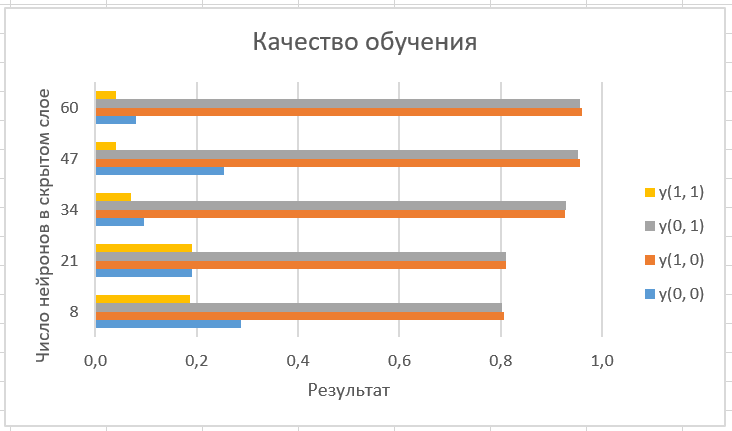 Качество обучения
Число нейронов в скрытом слое
60
47
34
21
8
0,0 0,2 0,4 0,6 0,8 1,0
Результат
y(1, 1)
y(0, 1)
y(1, 0)
y(0, 0)